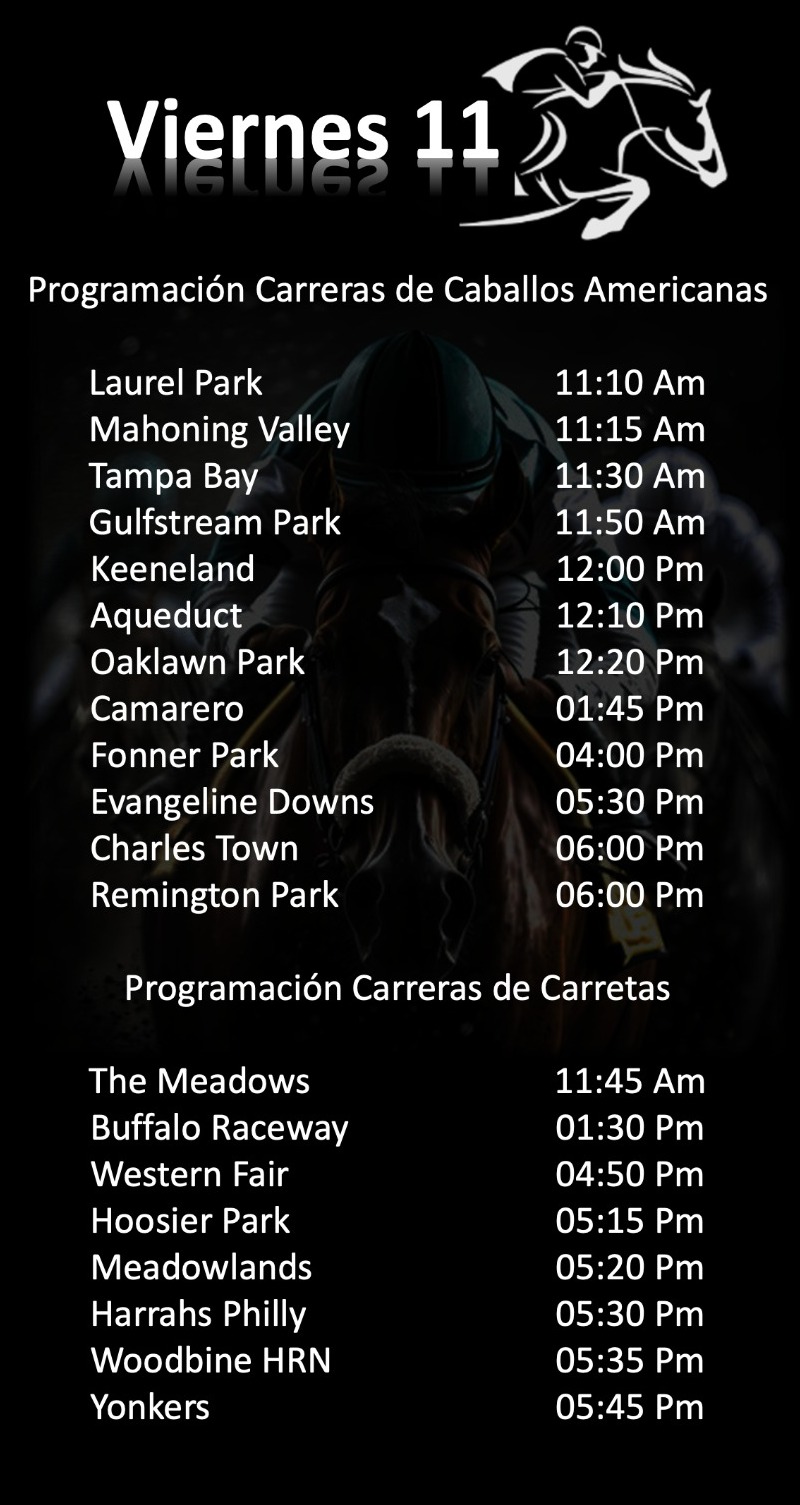 Viernes 11
Programación Carreras de Caballos Americanas
Laurel Park 11:10 Am
Mahoning Valley 11:15 Am
Tampa Bay 11:30 Am
Gulfstream Park 11:50 Am
Keeneland 12:00 Pm
Aqueduct 12:10 Pm
Oaklawn Park 12:20 Pm
Camarero 01:45 Pm
Fonner Park 04:00 Pm
Evangeline Downs 05:30 Pm
Charles Town 06:00 Pm
Remington Park 06:00 Pm
Programación Carreras de Carretas
The Meadows 11:45 Am
Buffalo Raceway 01:30 Pm
Western Fair 04:50 Pm
Hoosier Park 05:15 Pm
Meadowlands 05:20 Pm
Harrahs Philly 05:30 Pm
Woodbine HRN 05:35 Pm
Yonkers 05:45 Pm